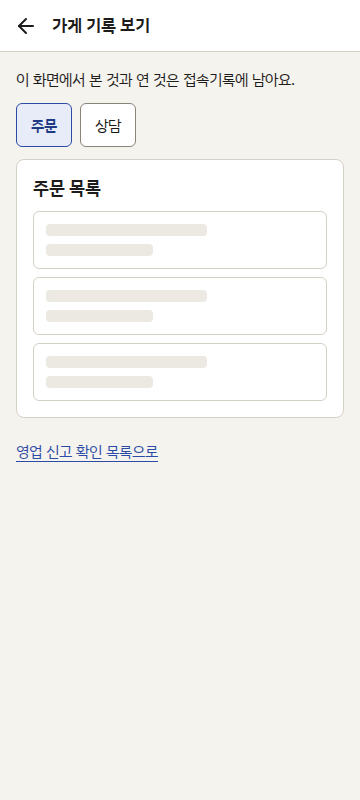 가게 기록 보기
이 화면에서 본 것과 연 것은 접속기록에 남아요.
주문
상담
주문 목록
영업 신고 확인 목록으로